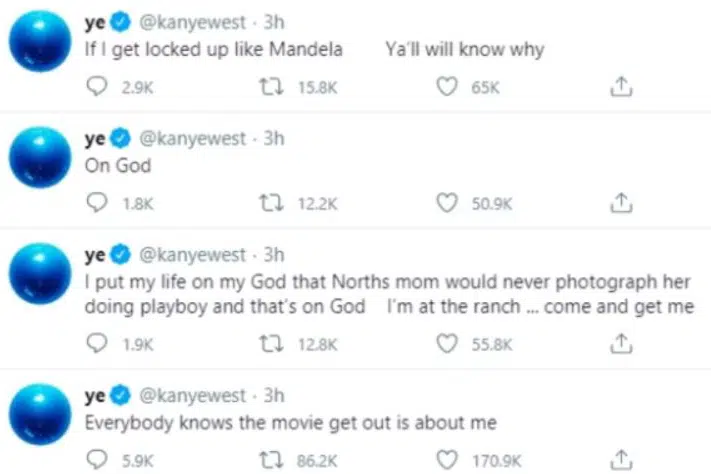 ye @kanyewest · 3h
If I get locked up like Mandela Ya'll will know why
2.9K 15.8K 65K
ye @kanyewest · 3h
On God
1.8K 12.2K 50.9K
ye @kanyewest · 3h
I put my life on my God that Norths mom would never photograph her
doing playboy and that's on God I'm at the ranch ... come and get me
1.9K 12.8K 55.8K
ye @kanyewest · 3h
Everybody knows the movie get out is about me
5.9K 86.2K 170.9K